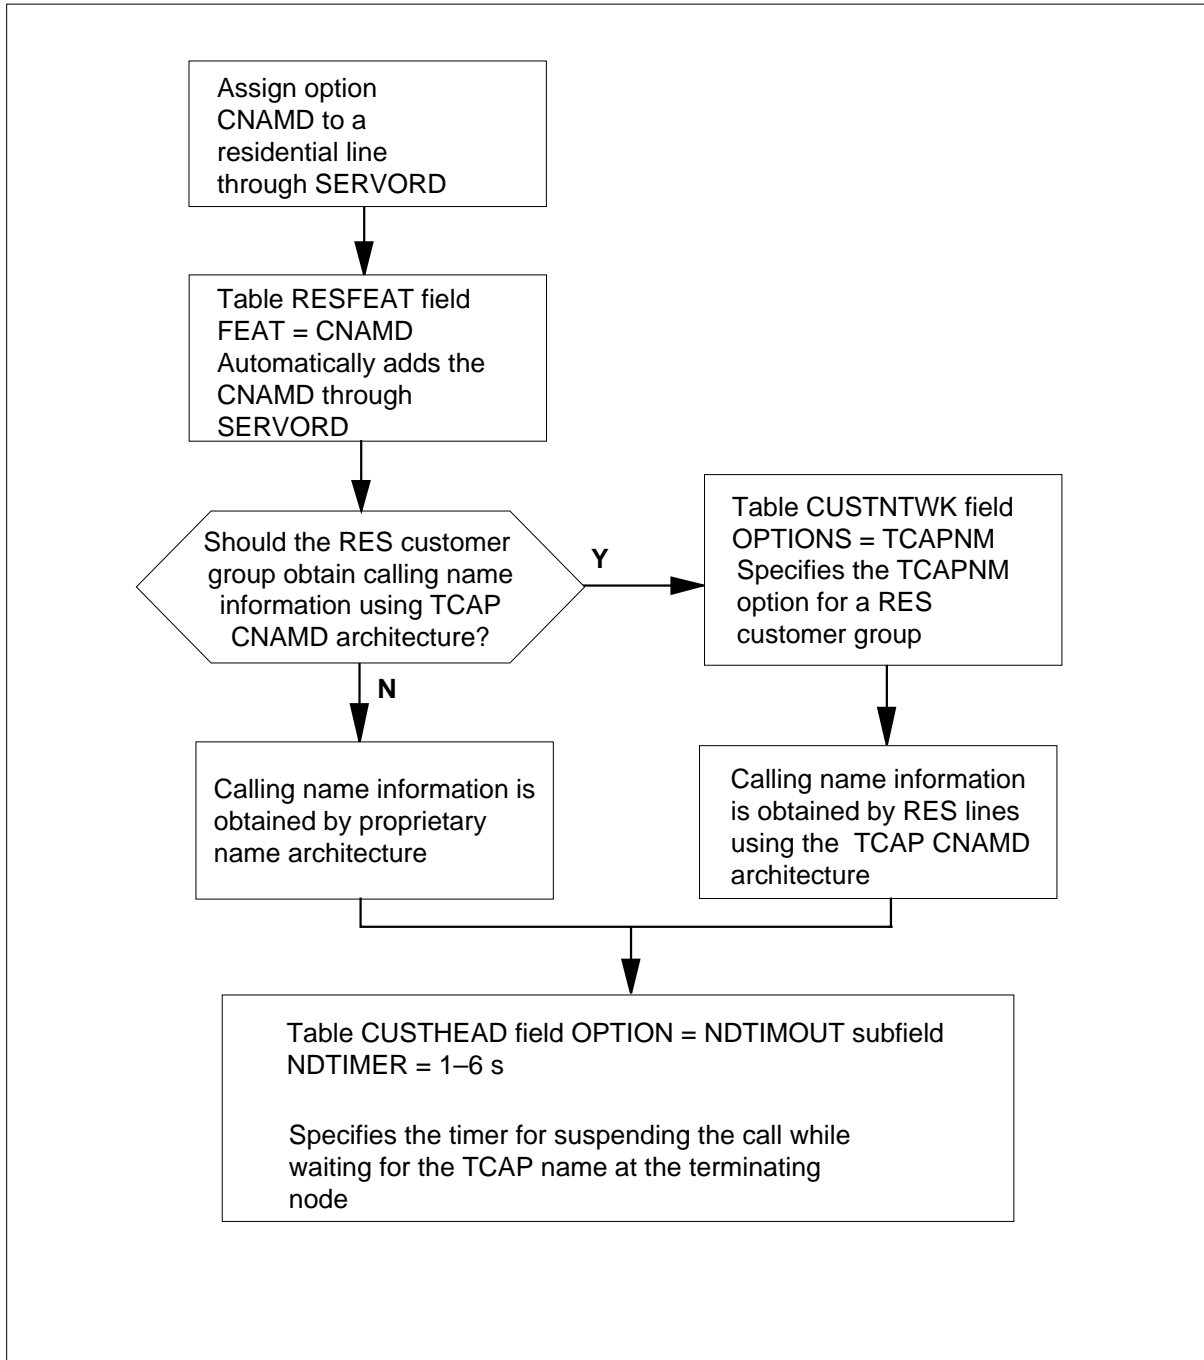 Assign option
CNAMD to a
residential line
through SERVORD
Table RESFEAT field
FEAT = CNAMD
Automatically adds the
CNAMD through
SERVORD
Should the RES customer
group obtain calling name
information using TCAP
CNAMD architecture?
Y
Table CUSTNTWK field
OPTIONS = TCAPNM
Specifies the TCAPNM
option for a RES
customer group
N
Calling name information is
obtained by proprietary
name architecture
Calling name information
is obtained by RES lines
using the TCAP CNAMD
architecture
Table CUSTHEAD field OPTION = NDTIMOUT subfield
NDTIMER = 1–6 s
Specifies the timer for suspending the call while
waiting for the TCAP name at the terminating
node